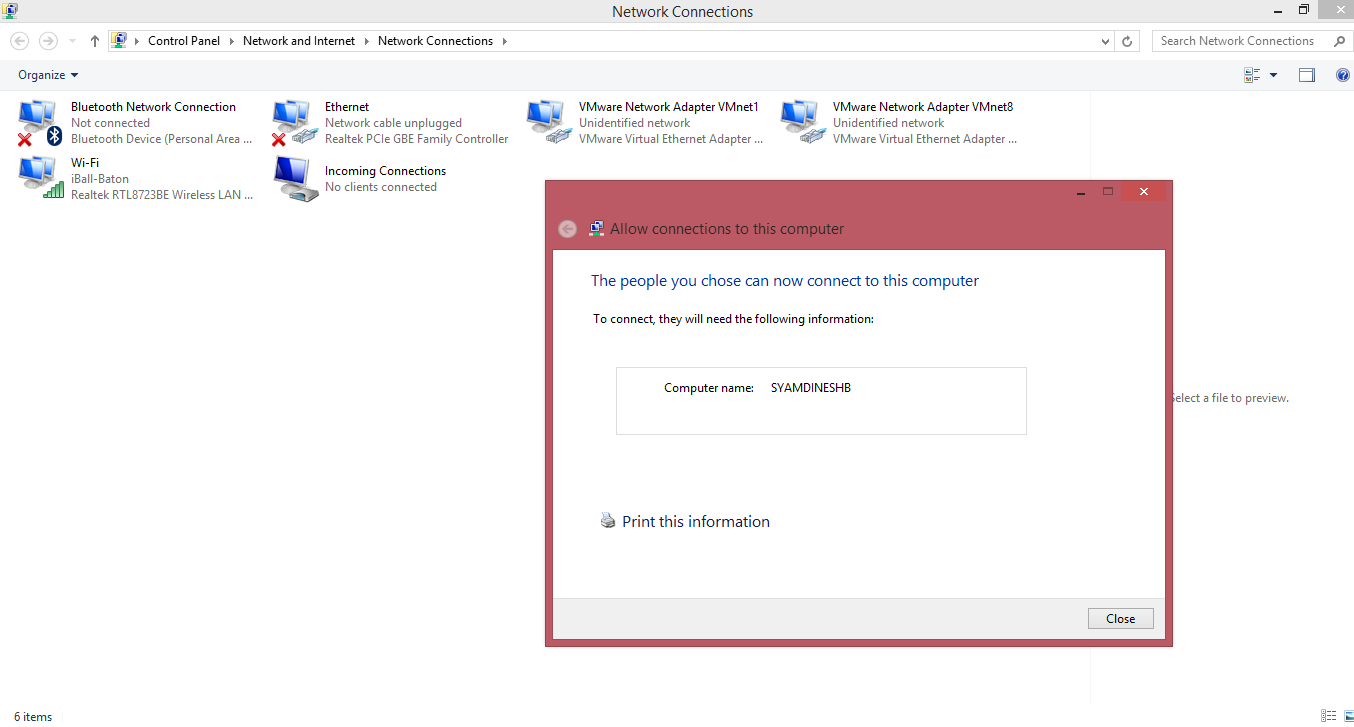 Network Connections
Control Panel
Network and Internet
Network Connections
Search Network Connections
Organize
Bluetooth Network Connection
Not connected
Bluetooth Device (Personal Area ...
Ethernet
Network cable unplugged
Realtek PCIe GBE Family Controller
VMware Network Adapter VMnet1
Unidentified network
VMware Virtual Ethernet Adapter ...
VMware Network Adapter VMnet8
Unidentified network
VMware Virtual Ethernet Adapter ...
Wi-Fi
iBall-Baton
Realtek RTL8723BE Wireless LAN ...
Incoming Connections
No clients connected
Allow connections to this computer
The people you chose can now connect to this computer
To connect, they will need the following information:
Computer name: SYAMDINESHB
Select a file to preview.
Print this information
Close
6 items